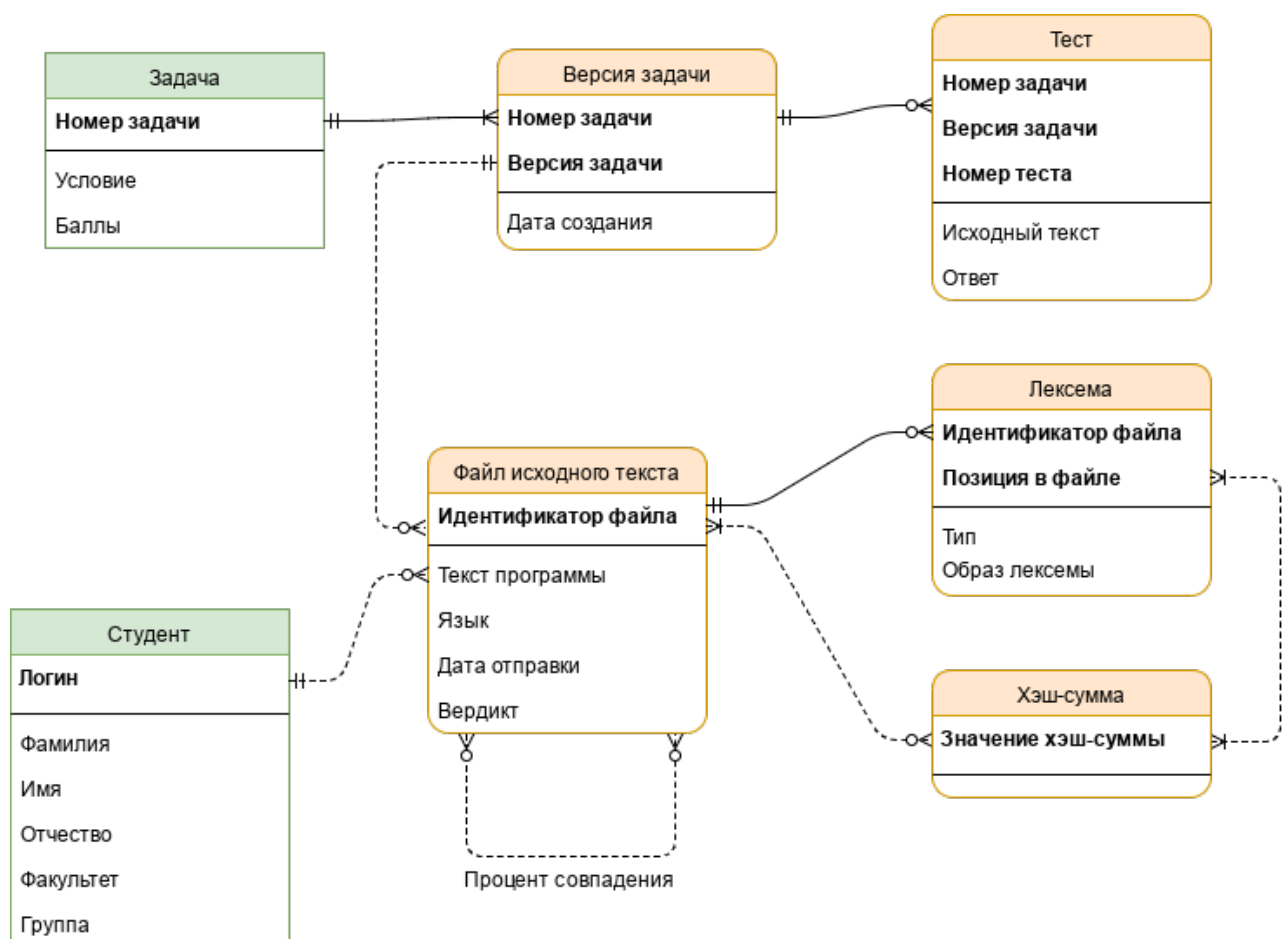 Задача
Номер задачи
Условие
Баллы
Версия задачи
Номер задачи
Версия задачи
Дата создания
Тест
Номер задачи
Версия задачи
Номер теста
Исходный текст
Ответ
Лексема
Идентификатор файла
Позиция в файле
Тип
Образ лексемы
Файл исходного текста
Идентификатор файла
Текст программы
Язык
Дата отправки
Вердикт
Студент
Логин
Фамилия
Имя
Отчество
Факультет
Группа
Хэш-сумма
Значение хэш-суммы
Процент совпадения